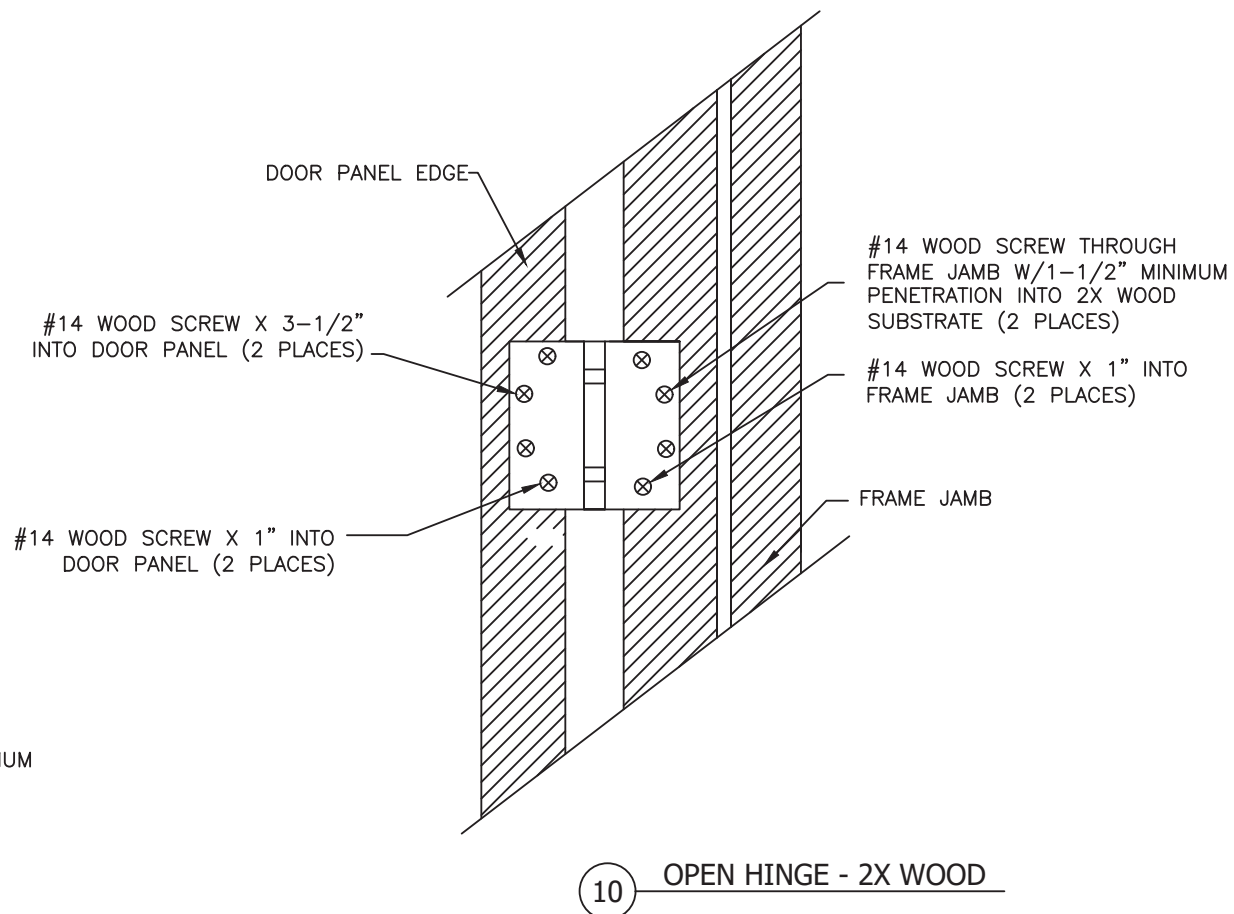 DOOR PANEL EDGE
#14 WOOD SCREW THROUGH
FRAME JAMB W/1-1/2” MINIMUM
PENETRATION INTO 2X WOOD
SUBSTRATE (2 PLACES)
#14 WOOD SCREW X 3-1/2”
INTO DOOR PANEL (2 PLACES)
#14 WOOD SCREW X 1” INTO
FRAME JAMB (2 PLACES)
FRAME JAMB
#14 WOOD SCREW X 1” INTO
DOOR PANEL (2 PLACES)
UM
10 OPEN HINGE - 2X WOOD